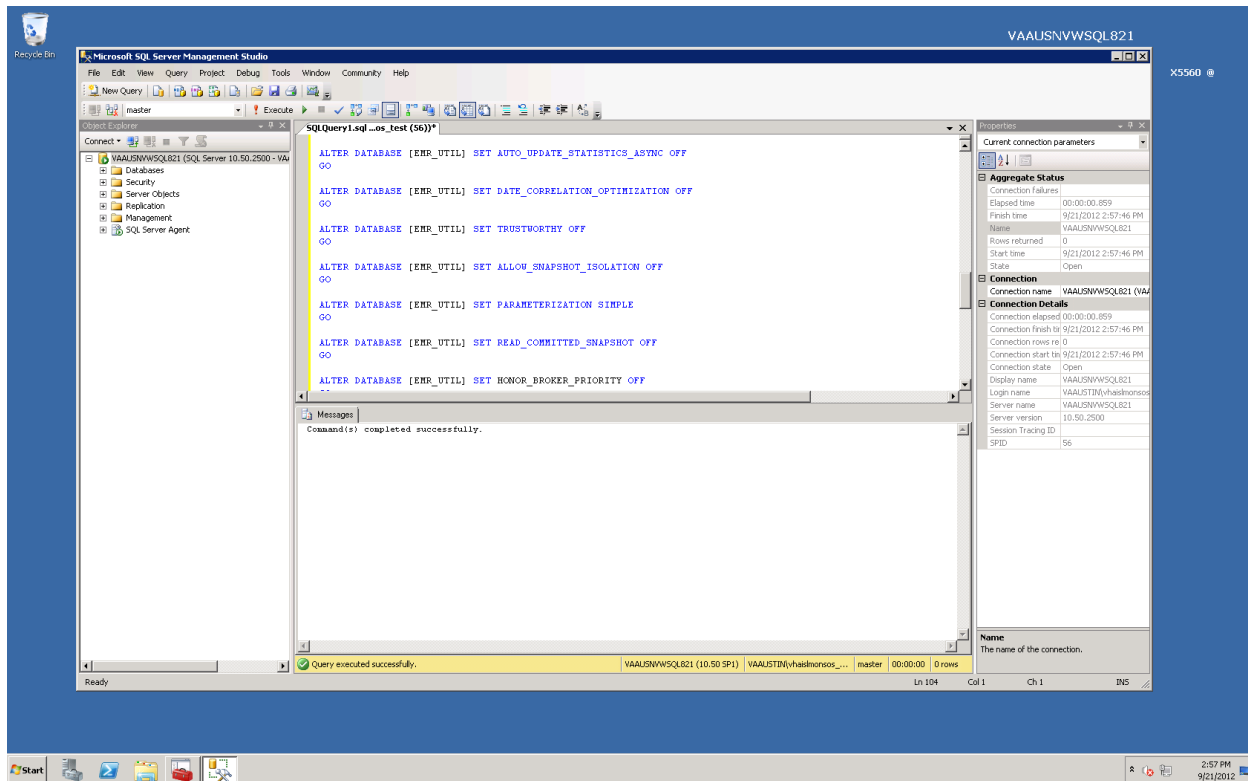 VAAUSNVWSQL821
Recycle Bin
X5560 @
Microsoft SQL Server Management Studio
File Edit View Query Project Debug Tools Window Community Help
New Query
master
Execute
Object Explorer
Connect
VAAUSNVWSQL821 (SQL Server 10.50.2500 - VAA
Databases
Security
Server Objects
Replication
Management
SQL Server Agent
SQLQuery1.sql ...os_test (56))*
ALTER DATABASE [EMR_UTIL] SET AUTO_UPDATE_STATISTICS_ASYNC OFF
GO
ALTER DATABASE [EMR_UTIL] SET DATE_CORRELATION_OPTIMIZATION OFF
GO
ALTER DATABASE [EMR_UTIL] SET TRUSTWORTHY OFF
GO
ALTER DATABASE [EMR_UTIL] SET ALLOW_SNAPSHOT_ISOLATION OFF
GO
ALTER DATABASE [EMR_UTIL] SET PARAMETERIZATION SIMPLE
GO
ALTER DATABASE [EMR_UTIL] SET READ_COMMITTED_SNAPSHOT OFF
GO
ALTER DATABASE [EMR_UTIL] SET HONOR_BROKER_PRIORITY OFF
Messages
Command(s) completed successfully.
Query executed successfully.
VAAUSNVWSQL821 (10.50 SP1)
VAAUSTIN\vhaislmonsos_...
master
00:00:00
0 rows
Properties
Current connection parameters
Aggregate Status
Connection failures
Elapsed time 00:00:00.859
Finish time 9/21/2012 2:57:46 PM
Name VAAUSNVWSQL821
Rows returned 0
Start time 9/21/2012 2:57:46 PM
State Open
Connection
Connection name VAAUSNVWSQL821 (VAA
Connection Details
Connection elapsed 00:00:00.859
Connection finish tir 9/21/2012 2:57:46 PM
Connection rows re 0
Connection start tin 9/21/2012 2:57:46 PM
Connection state Open
Display name VAAUSNVWSQL821
Login name VAAUSTIN\vhaislmonsos
Server name VAAUSNVWSQL821
Server version 10.50.2500
Session Tracing ID
SPID 56
Name
The name of the connection.
Ready
Ln 104 Col 1 Ch 1 INS
Start
2:57 PM
9/21/2012